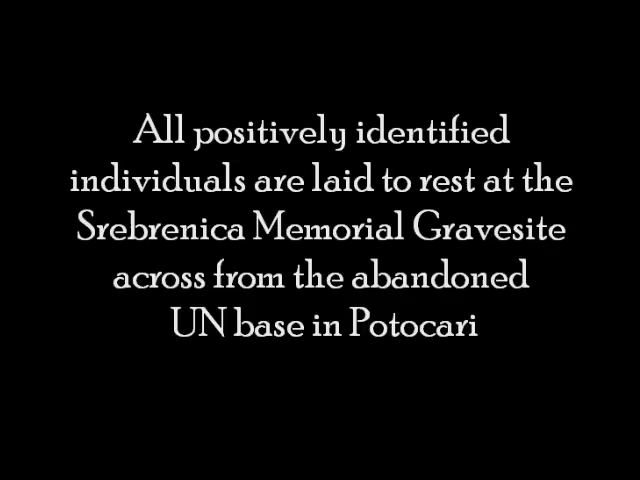 All positively identified
individuals are laid to rest at the
Srebrenica Memorial Gravesite
across from the abandoned
UN base in Potocari